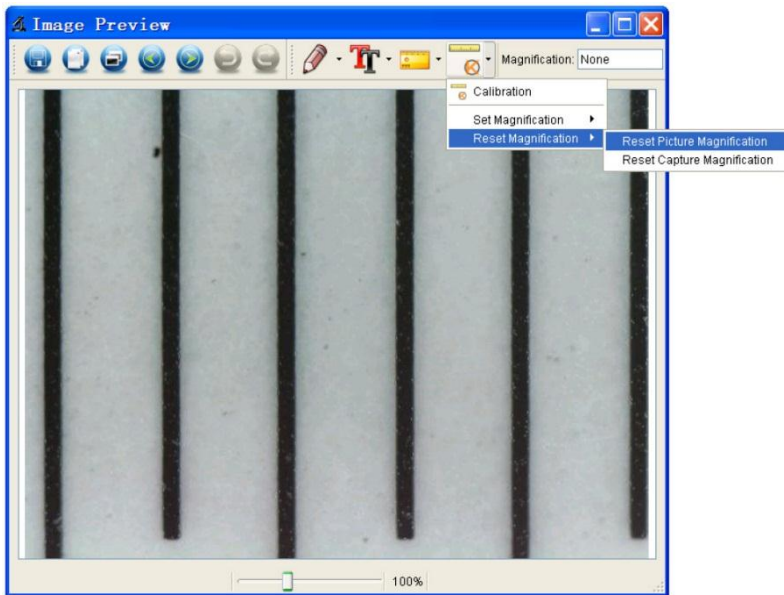 Image Preview
Magnification: None
Calibration
Set Magnification
Reset Magnification
Reset Picture Magnification
Reset Capture Magnification
100%